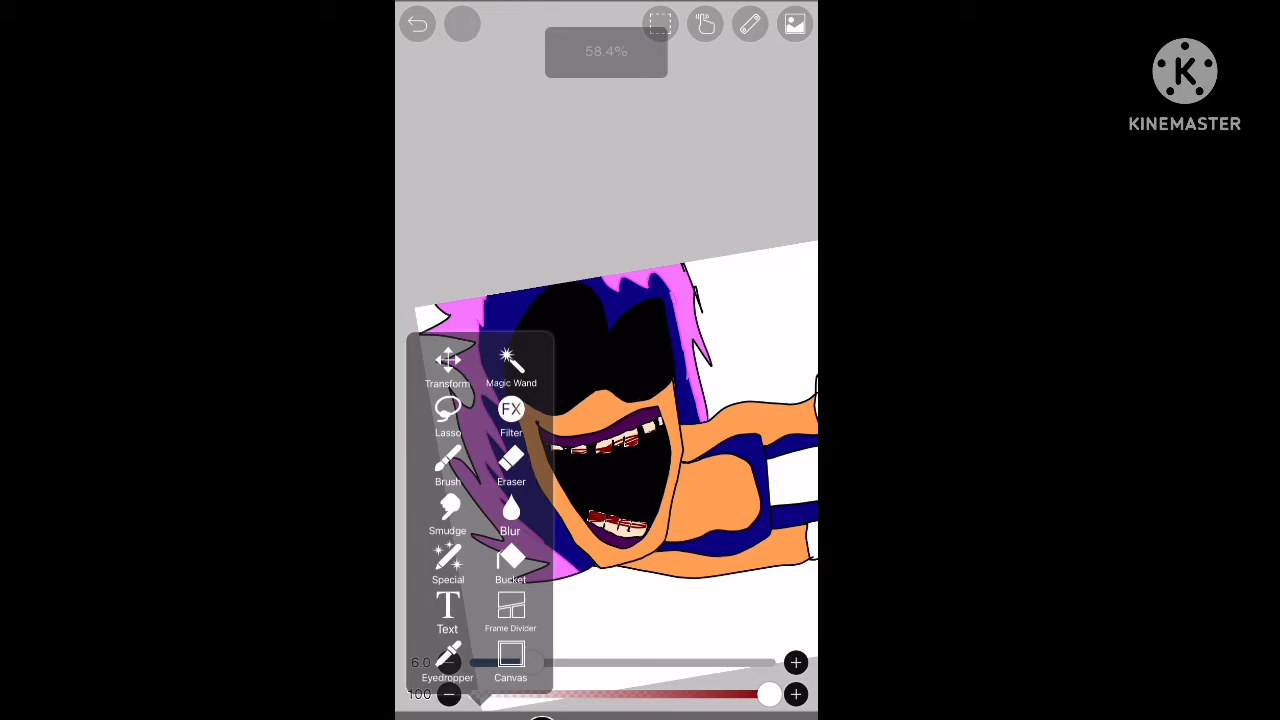 58.4%
KINEMASTER
Transform
Magic Wand
Lasso
FX
Filter
Brush
Eraser
Smudge
Blur
Special
Bucket
T
Text
Frame Divider
6.0
Eyedropper
Canvas
100